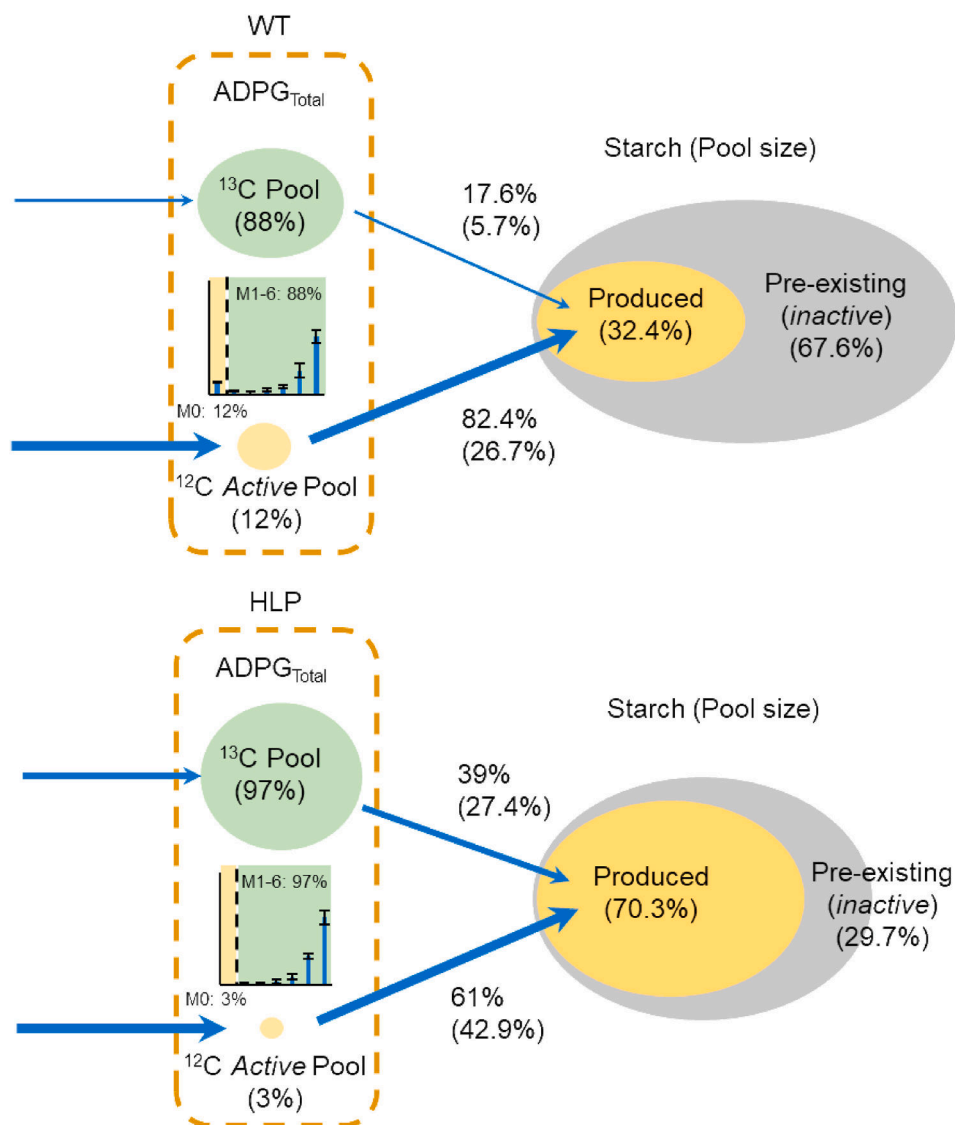 WT
ADPG_Total
¹³C Pool
(88%)
M1-6: 88%
M0: 12%
¹²C Active Pool
(12%)
17.6%
(5.7%)
82.4%
(26.7%)
Starch (Pool size)
Produced
(32.4%)
Pre-existing
(inactive)
(67.6%)
HLP
ADPG_Total
¹³C Pool
(97%)
M1-6: 97%
M0: 3%
¹²C Active Pool
(3%)
39%
(27.4%)
61%
(42.9%)
Starch (Pool size)
Produced
(70.3%)
Pre-existing
(inactive)
(29.7%)